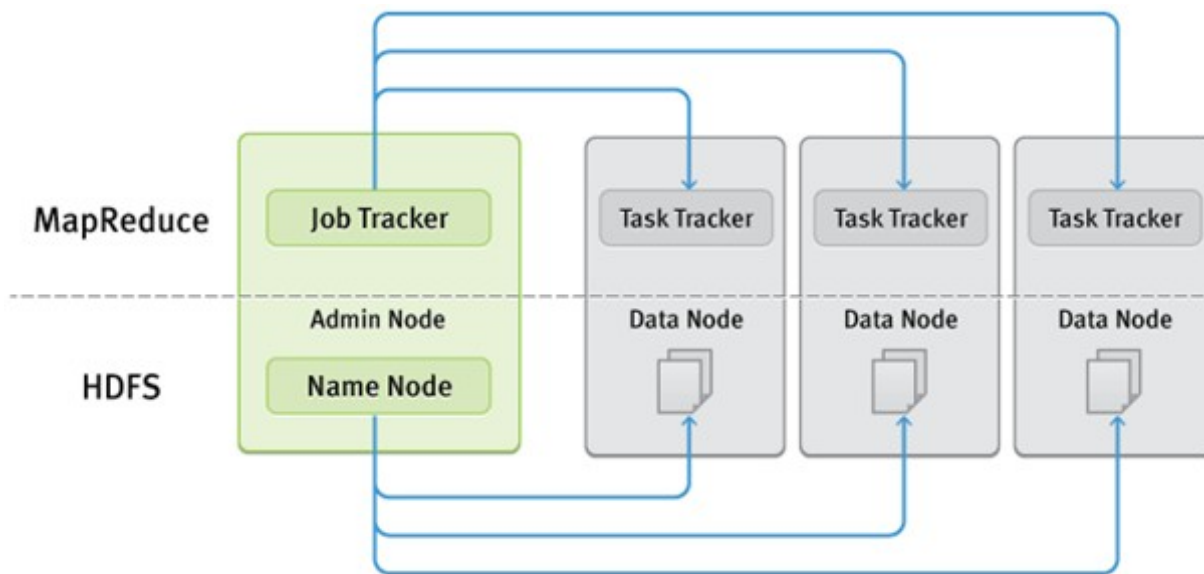 MapReduce
Job Tracker
Task Tracker
Task Tracker
Task Tracker
Admin Node
Data Node
Data Node
Data Node
HDFS
Name Node